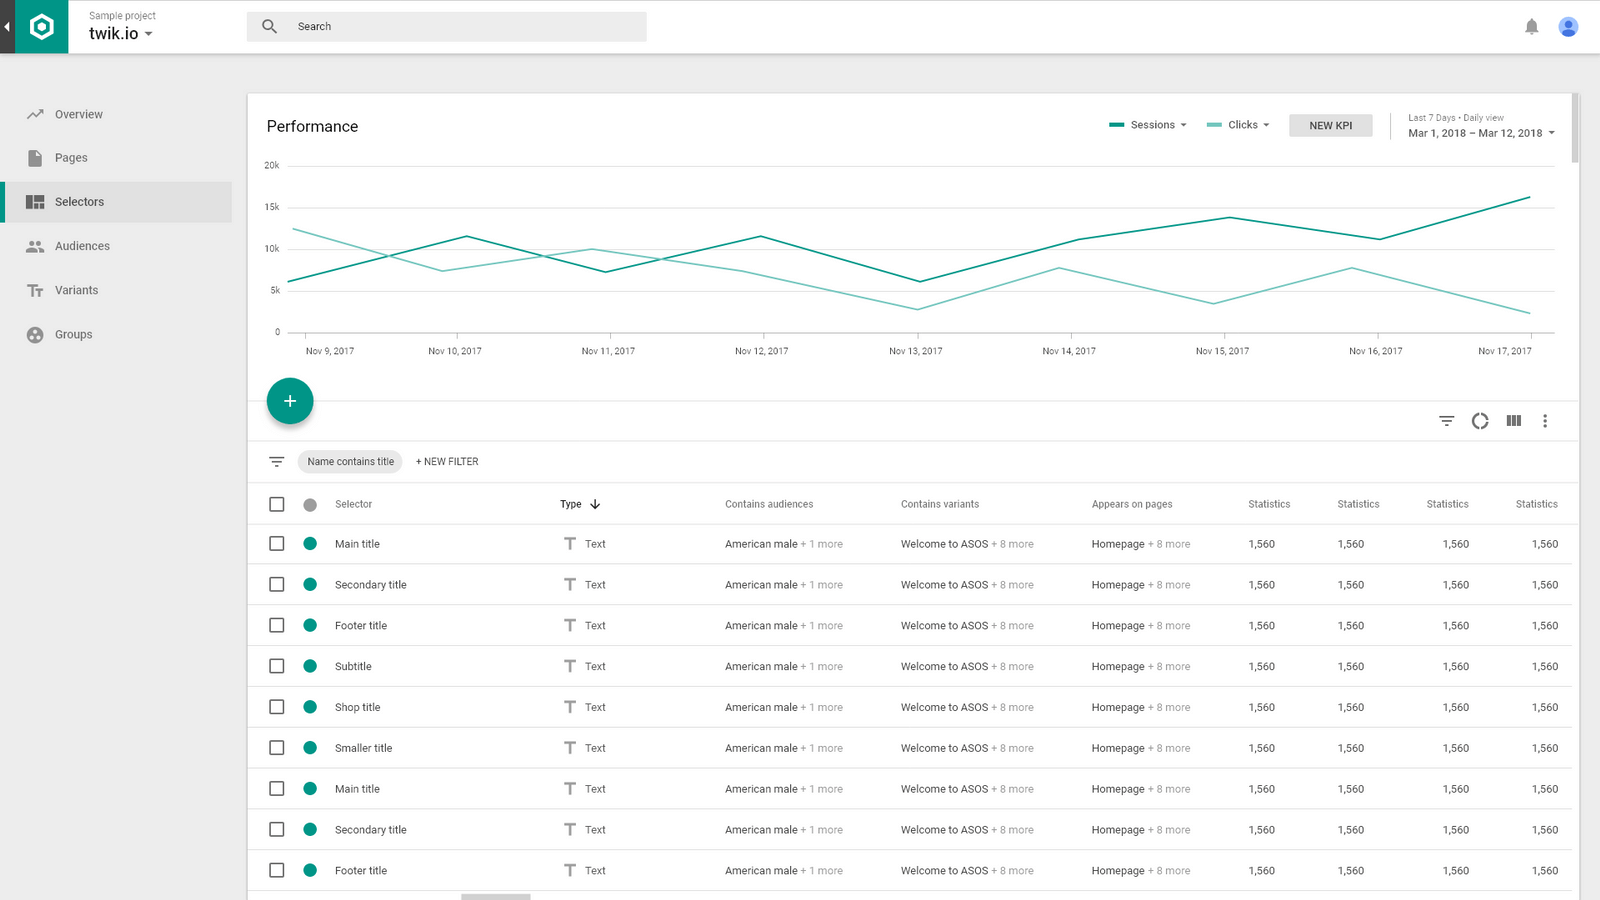 Sample project
twik.io
Search
Overview
Pages
Selectors
Audiences
Variants
Groups
Performance
Sessions
Clicks
NEW KPI
Last 7 Days • Daily view
Mar 1, 2018 – Mar 12, 2018
20k
15k
10k
5k
0
Nov 9, 2017 Nov 10, 2017 Nov 11, 2017 Nov 12, 2017 Nov 13, 2017 Nov 14, 2017 Nov 15, 2017 Nov 16, 2017 Nov 17, 2017
+
Name contains title + NEW FILTER
Selector Type Contains audiences Contains variants Appears on pages Statistics Statistics Statistics Statistics
Main title Text American male + 1 more Welcome to ASOS + 8 more Homepage + 8 more 1,560 1,560 1,560 1,560
Secondary title Text American male + 1 more Welcome to ASOS + 8 more Homepage + 8 more 1,560 1,560 1,560 1,560
Footer title Text American male + 1 more Welcome to ASOS + 8 more Homepage + 8 more 1,560 1,560 1,560 1,560
Subtitle Text American male + 1 more Welcome to ASOS + 8 more Homepage + 8 more 1,560 1,560 1,560 1,560
Shop title Text American male + 1 more Welcome to ASOS + 8 more Homepage + 8 more 1,560 1,560 1,560 1,560
Smaller title Text American male + 1 more Welcome to ASOS + 8 more Homepage + 8 more 1,560 1,560 1,560 1,560
Main title Text American male + 1 more Welcome to ASOS + 8 more Homepage + 8 more 1,560 1,560 1,560 1,560
Secondary title Text American male + 1 more Welcome to ASOS + 8 more Homepage + 8 more 1,560 1,560 1,560 1,560
Footer title Text American male + 1 more Welcome to ASOS + 8 more Homepage + 8 more 1,560 1,560 1,560 1,560